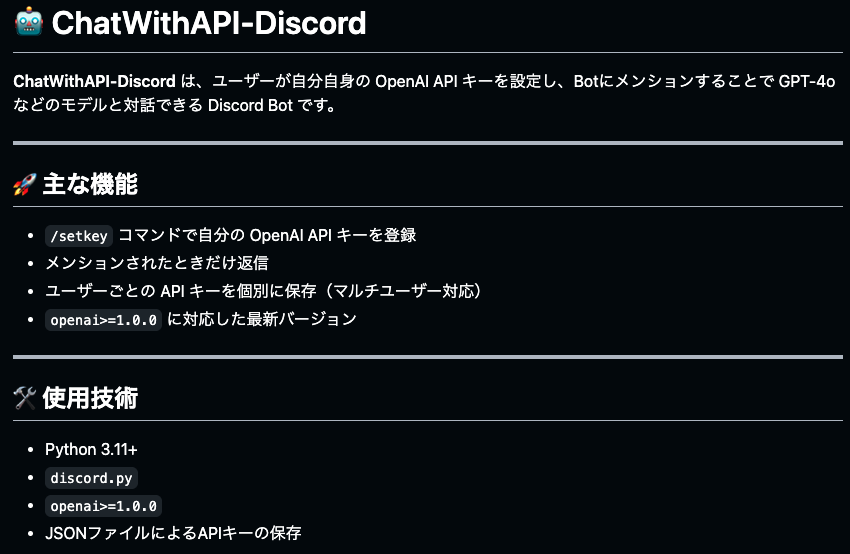 🤖 ChatWithAPI-Discord
ChatWithAPI-Discord は、ユーザーが自分自身の OpenAI API キーを設定し、Botにメンションすることで GPT-4o
などのモデルと対話できる Discord Bot です。
🚀 主な機能
• /setkey コマンドで自分の OpenAI API キーを登録
• メンションされたときだけ返信
• ユーザーごとの API キーを個別に保存（マルチユーザー対応）
• openai>=1.0.0 に対応した最新バージョン
🛠 使用技術
• Python 3.11+
• discord.py
• openai>=1.0.0
• JSONファイルによるAPIキーの保存